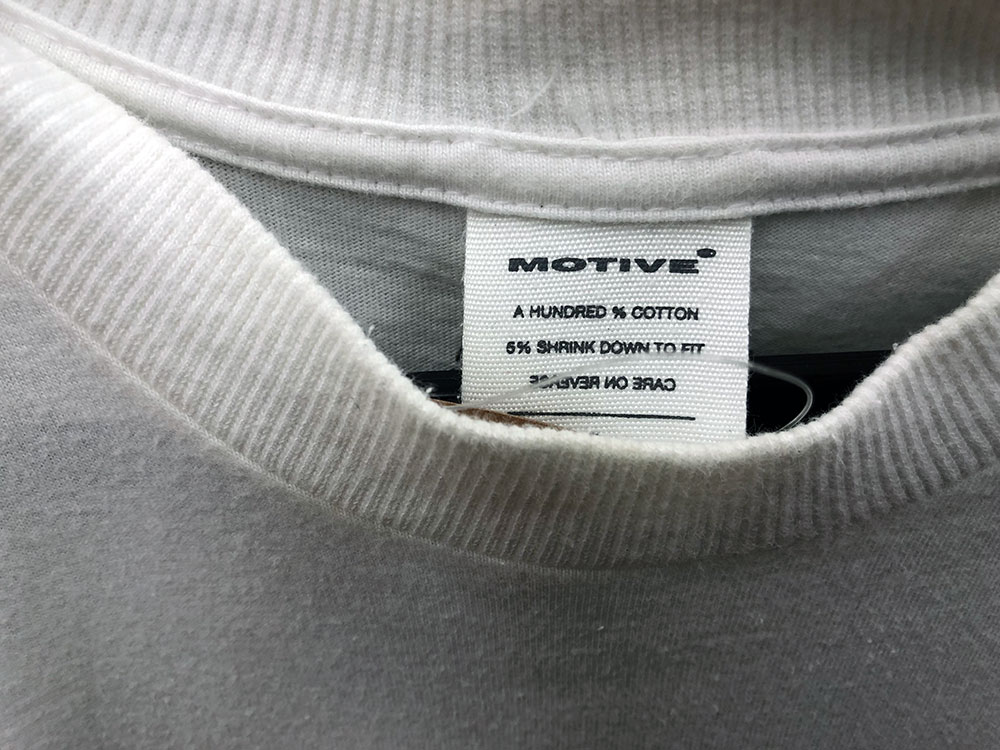 MOTIVE
A HUNDRED % COTTON
5% SHRINK DOWN TO FIT
CARE ON REVERSE